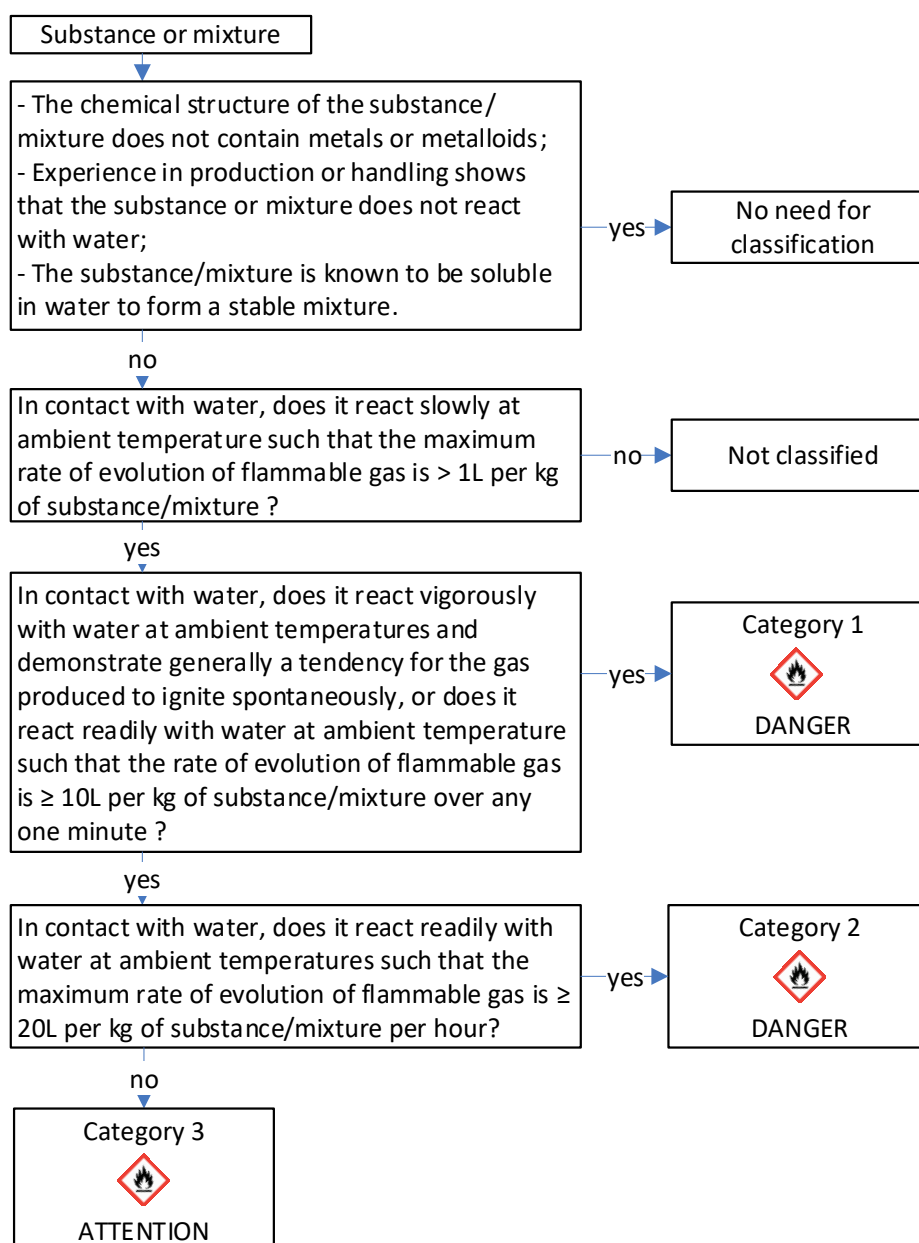 Substance or mixture
- The chemical structure of the substance/
mixture does not contain metals or metalloids;
- Experience in production or handling shows
that the substance or mixture does not react
with water;
- The substance/mixture is known to be soluble
in water to form a stable mixture.
yes
No need for
classification
no
In contact with water, does it react slowly at
ambient temperature such that the maximum
rate of evolution of flammable gas is > 1L per kg
of substance/mixture ?
no
Not classified
yes
In contact with water, does it react vigorously
with water at ambient temperatures and
demonstrate generally a tendency for the gas
produced to ignite spontaneously, or does it
react readily with water at ambient temperature
such that the rate of evolution of flammable gas
is ≥ 10L per kg of substance/mixture over any
one minute ?
yes
Category 1
DANGER
yes
In contact with water, does it react readily with
water at ambient temperatures such that the
maximum rate of evolution of flammable gas is ≥
20L per kg of substance/mixture per hour?
yes
Category 2
DANGER
no
Category 3
ATTENTION